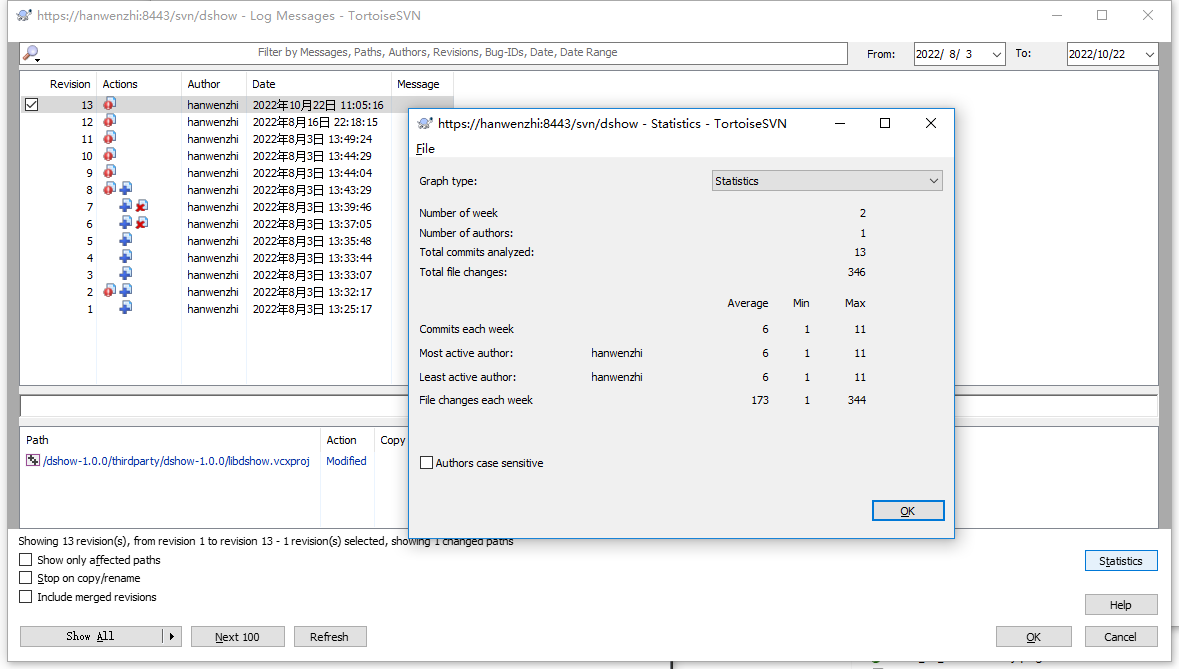 https://hanwenzhi:8443/svn/dshow - Log Messages - TortoiseSVN
Filter by Messages, Paths, Authors, Revisions, Bug-IDs, Date, Date Range
From: 2022/ 8/ 3 To: 2022/10/22
Revision Actions Author Date Message
13 hanwenzhi 2022年10月22日 11:05:16
12 hanwenzhi 2022年8月16日 22:18:15
11 hanwenzhi 2022年8月3日 13:49:24
10 hanwenzhi 2022年8月3日 13:44:29
9 hanwenzhi 2022年8月3日 13:44:04
8 hanwenzhi 2022年8月3日 13:43:29
7 hanwenzhi 2022年8月3日 13:39:46
6 hanwenzhi 2022年8月3日 13:37:05
5 hanwenzhi 2022年8月3日 13:35:48
4 hanwenzhi 2022年8月3日 13:33:44
3 hanwenzhi 2022年8月3日 13:33:07
2 hanwenzhi 2022年8月3日 13:32:17
1 hanwenzhi 2022年8月3日 13:25:17
https://hanwenzhi:8443/svn/dshow - Statistics - TortoiseSVN
File
Graph type: Statistics
Number of week 2
Number of authors: 1
Total commits analyzed: 13
Total file changes: 346
Average Min Max
Commits each week 6 1 11
Most active author: hanwenzhi 6 1 11
Least active author: hanwenzhi 6 1 11
File changes each week 173 1 344
Authors case sensitive
OK
Path Action Copy
/dshow-1.0.0/thirdparty/dshow-1.0.0/libdshow.vcxproj Modified
Showing 13 revision(s), from revision 1 to revision 13 - 1 revision(s) selected, showing 1 changed paths
Show only affected paths
Stop on copy/rename
Include merged revisions
Statistics
Help
Show All Next 100 Refresh OK Cancel